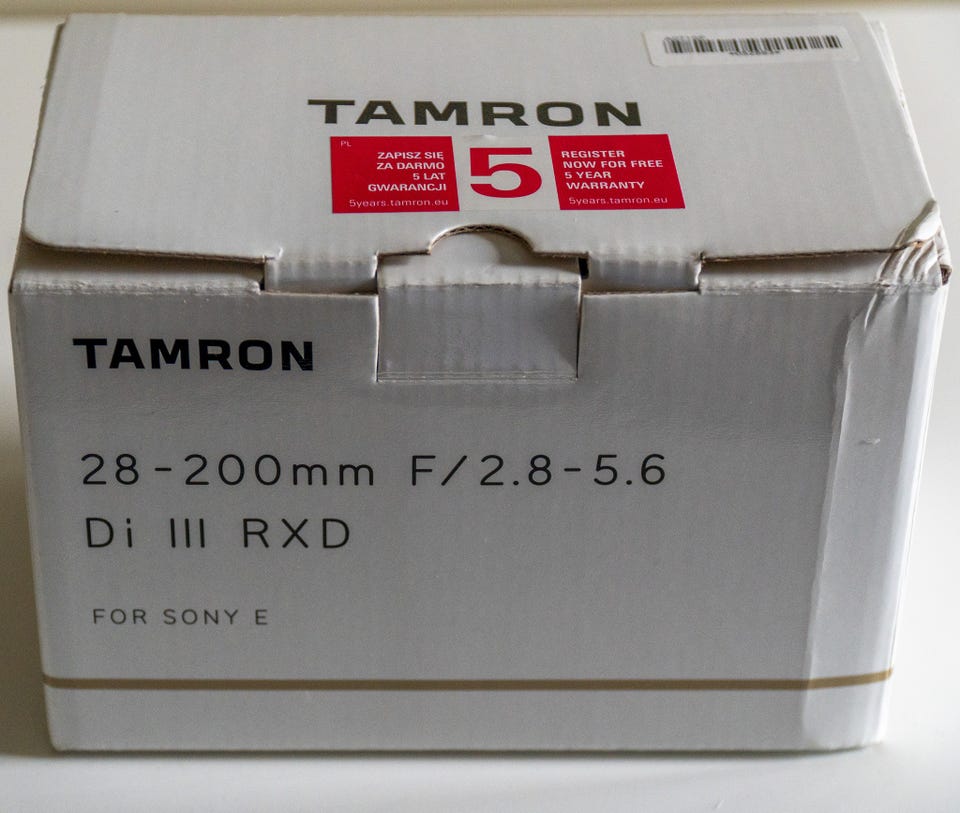 TAMRON
PL
ZAPISZ SIĘ
ZA DARMO
5 LAT
GWARANCJI
5years.tamron.eu
5
REGISTER
NOW FOR FREE
5 YEAR
WARRANTY
5years.tamron.eu
TAMRON
28-200mm F/2.8-5.6
Di III RXD
FOR SONY E